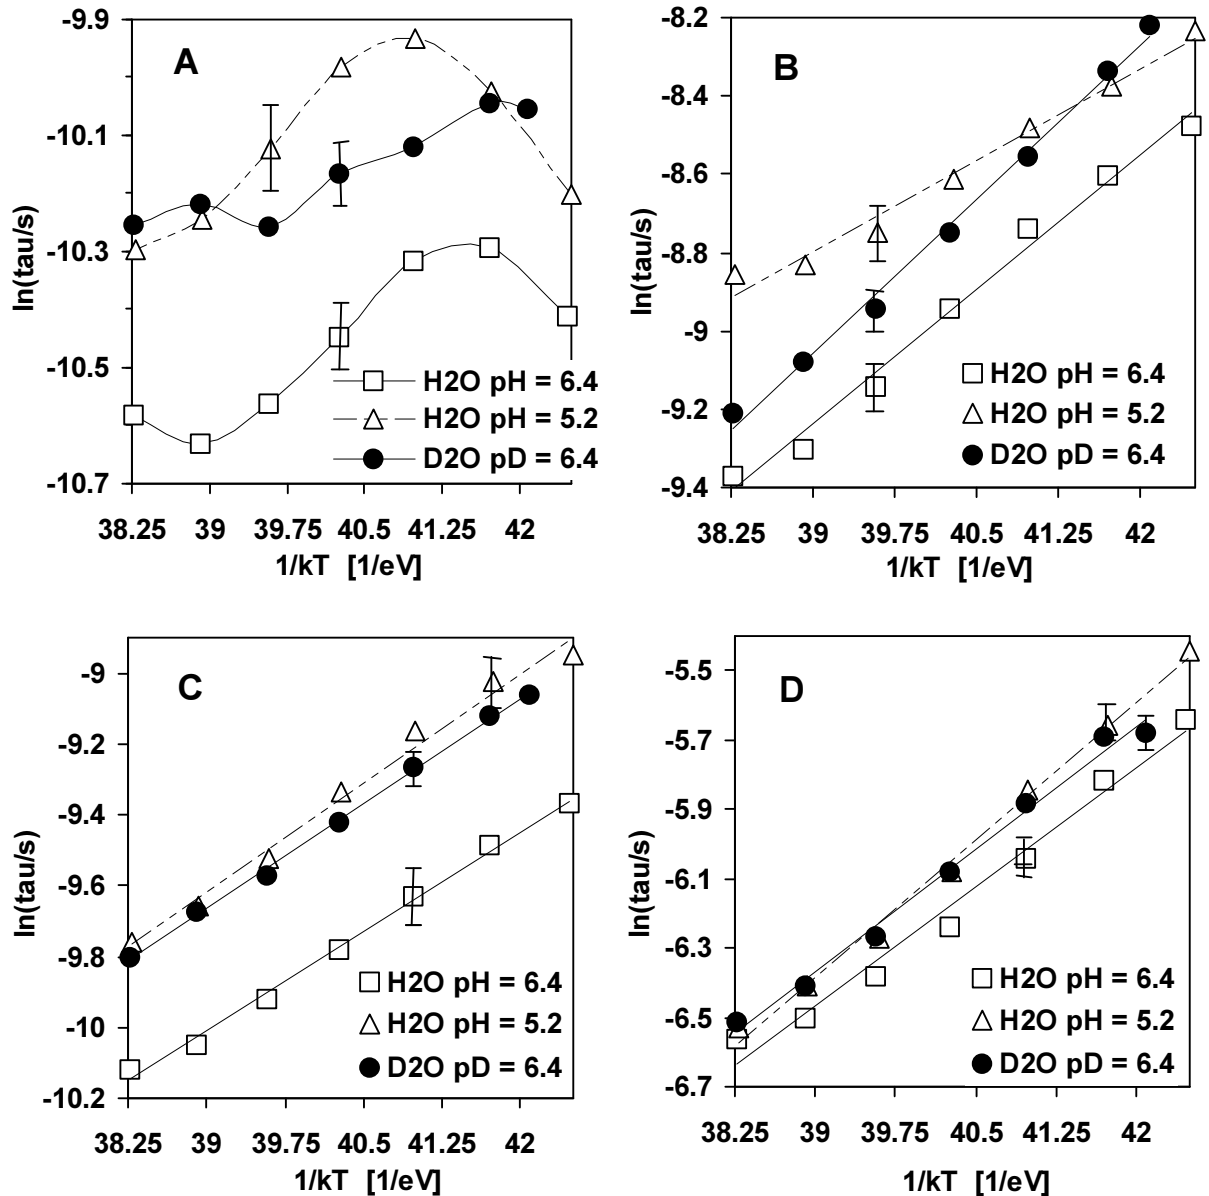 A
ln(tau/s)
-9.9
-10.1
-10.3
-10.5
-10.7
H2O pH = 6.4
H2O pH = 5.2
D2O pD = 6.4
38.25 39 39.75 40.5 41.25 42
1/kT [1/eV]
B
ln(tau/s)
-8.2
-8.4
-8.6
-8.8
-9
-9.2
-9.4
H2O pH = 6.4
H2O pH = 5.2
D2O pD = 6.4
38.25 39 39.75 40.5 41.25 42
1/kT [1/eV]
C
ln(tau/s)
-9
-9.2
-9.4
-9.6
-9.8
-10
-10.2
H2O pH = 6.4
H2O pH = 5.2
D2O pD = 6.4
38.25 39 39.75 40.5 41.25 42
1/kT [1/eV]
D
ln(tau/s)
-5.5
-5.7
-5.9
-6.1
-6.3
-6.5
-6.7
H2O pH = 6.4
H2O pH = 5.2
D2O pD = 6.4
38.25 39 39.75 40.5 41.25 42
1/kT [1/eV]